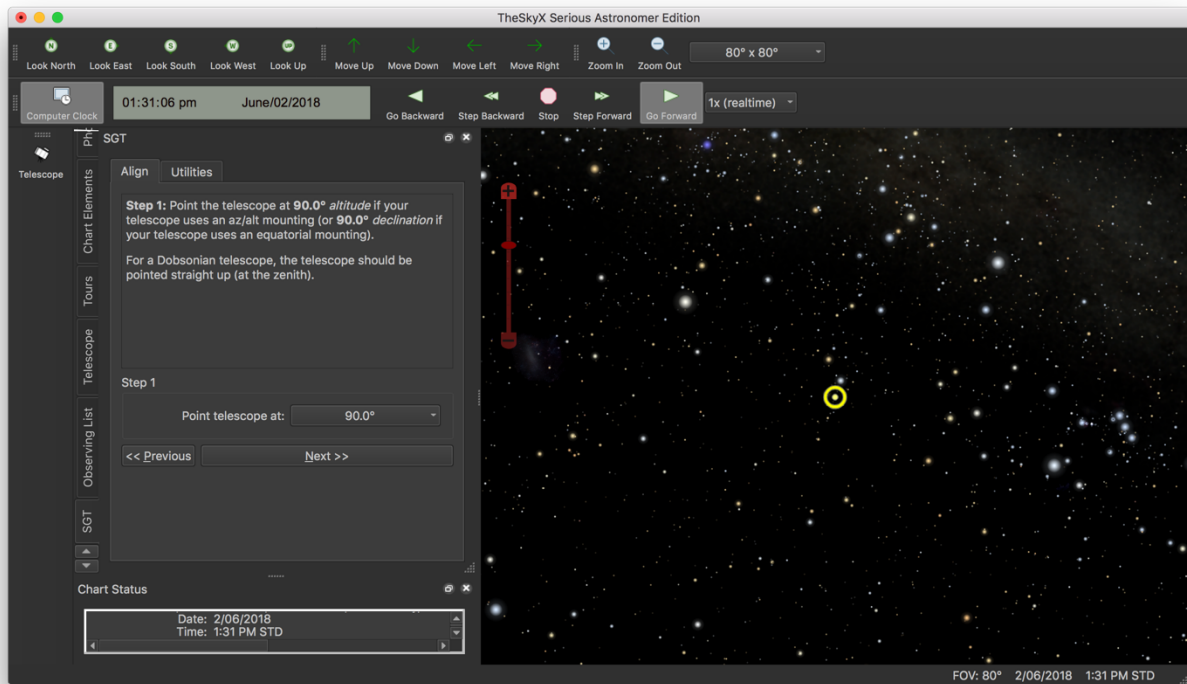 TheSkyX Serious Astronomer Edition
N E S W UP
Look North Look East Look South Look West Look Up Move Up Move Down Move Left Move Right Zoom In Zoom Out 80° x 80°
Computer Clock 01:31:06 pm June/02/2018 Go Backward Step Backward Stop Step Forward Go Forward 1x (realtime)
Telescope
Chart Elements
Tours
Telescope
Observing List
SGT
SGT
Align Utilities
Step 1: Point the telescope at 90.0° altitude if your
telescope uses an az/alt mounting (or 90.0° declination if
your telescope uses an equatorial mounting).
For a Dobsonian telescope, the telescope should be
pointed straight up (at the zenith).
Step 1
Point telescope at: 90.0°
<< Previous Next >>
Chart Status
Date: 2/06/2018
Time: 1:31 PM STD
FOV: 80° 2/06/2018 1:31 PM STD